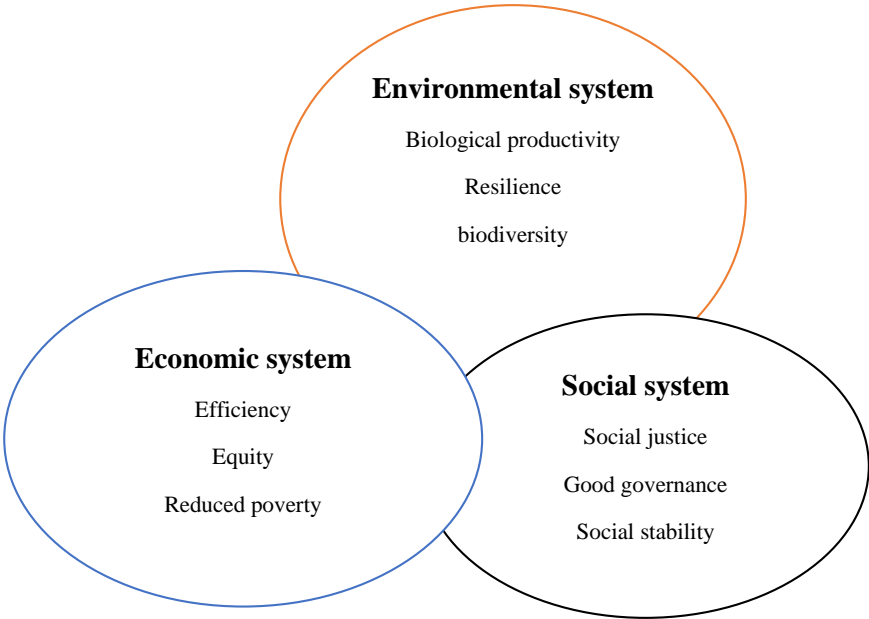 Environmental system
Biological productivity
Resilience
biodiversity
Economic system
Efficiency
Equity
Reduced poverty
Social system
Social justice
Good governance
Social stability